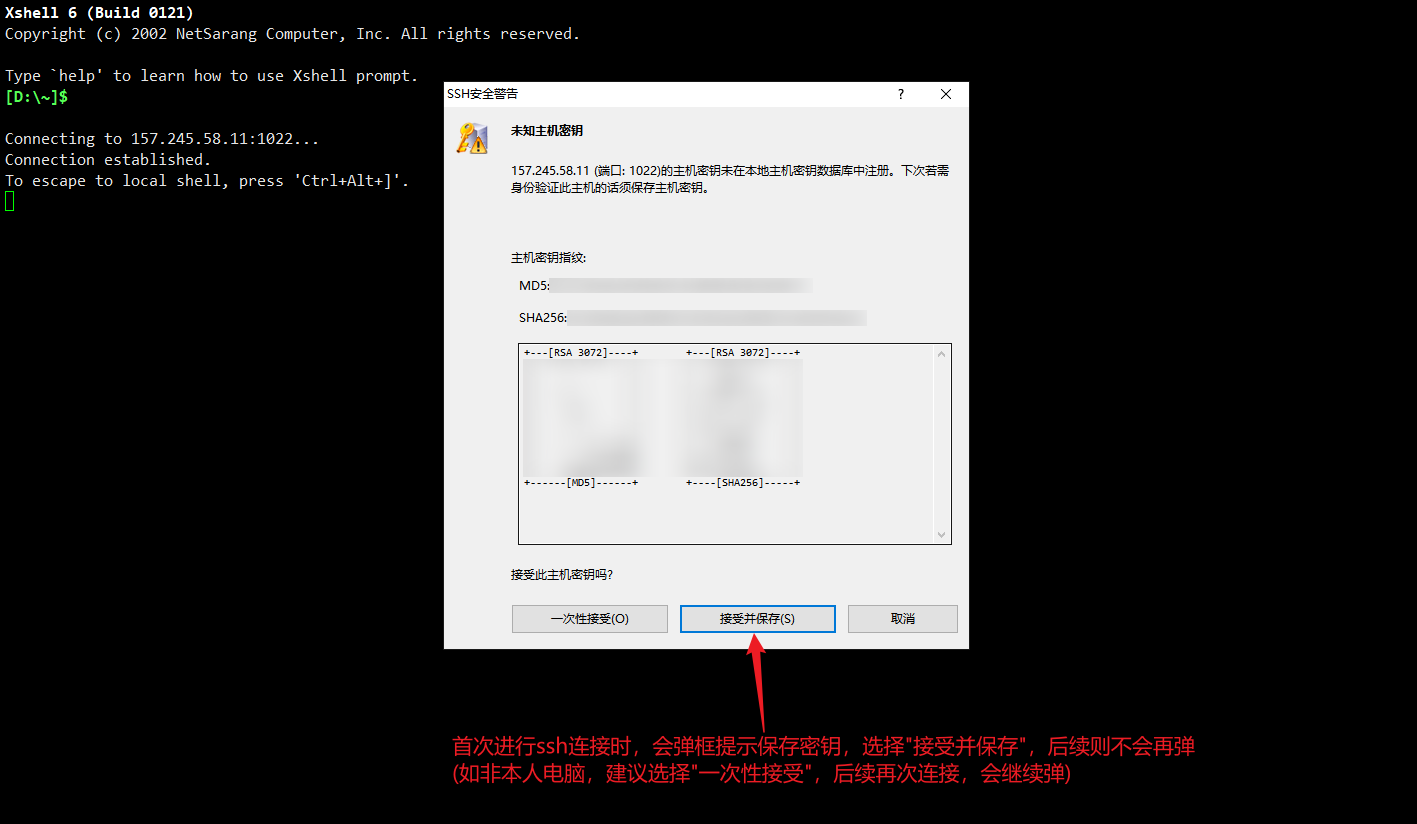 Xshell 6 (Build 0121)
Copyright (c) 2002 NetSarang Computer, Inc. All rights reserved.
Type `help' to learn how to use Xshell prompt.
[D:\~]$
Connecting to 157.245.58.11:1022...
Connection established.
To escape to local shell, press 'Ctrl+Alt+]'.
SSH安全警告
?
未知主机密钥
157.245.58.11 (端口: 1022)的主机密钥未在本地主机密钥数据库中注册。下次若需
身份验证此主机的话须保存主机密钥。
主机密钥指纹:
MD5:
SHA256:
+---[RSA 3072]----+ +---[RSA 3072]----+
+------[MD5]------+ +----[SHA256]-----+
接受此主机密钥吗?
一次性接受(O) 接受并保存(S) 取消
首次进行ssh连接时，会弹框提示保存密钥，选择"接受并保存"，后续则不会再弹
(如非本人电脑，建议选择"一次性接受"，后续再次连接，会继续弹)